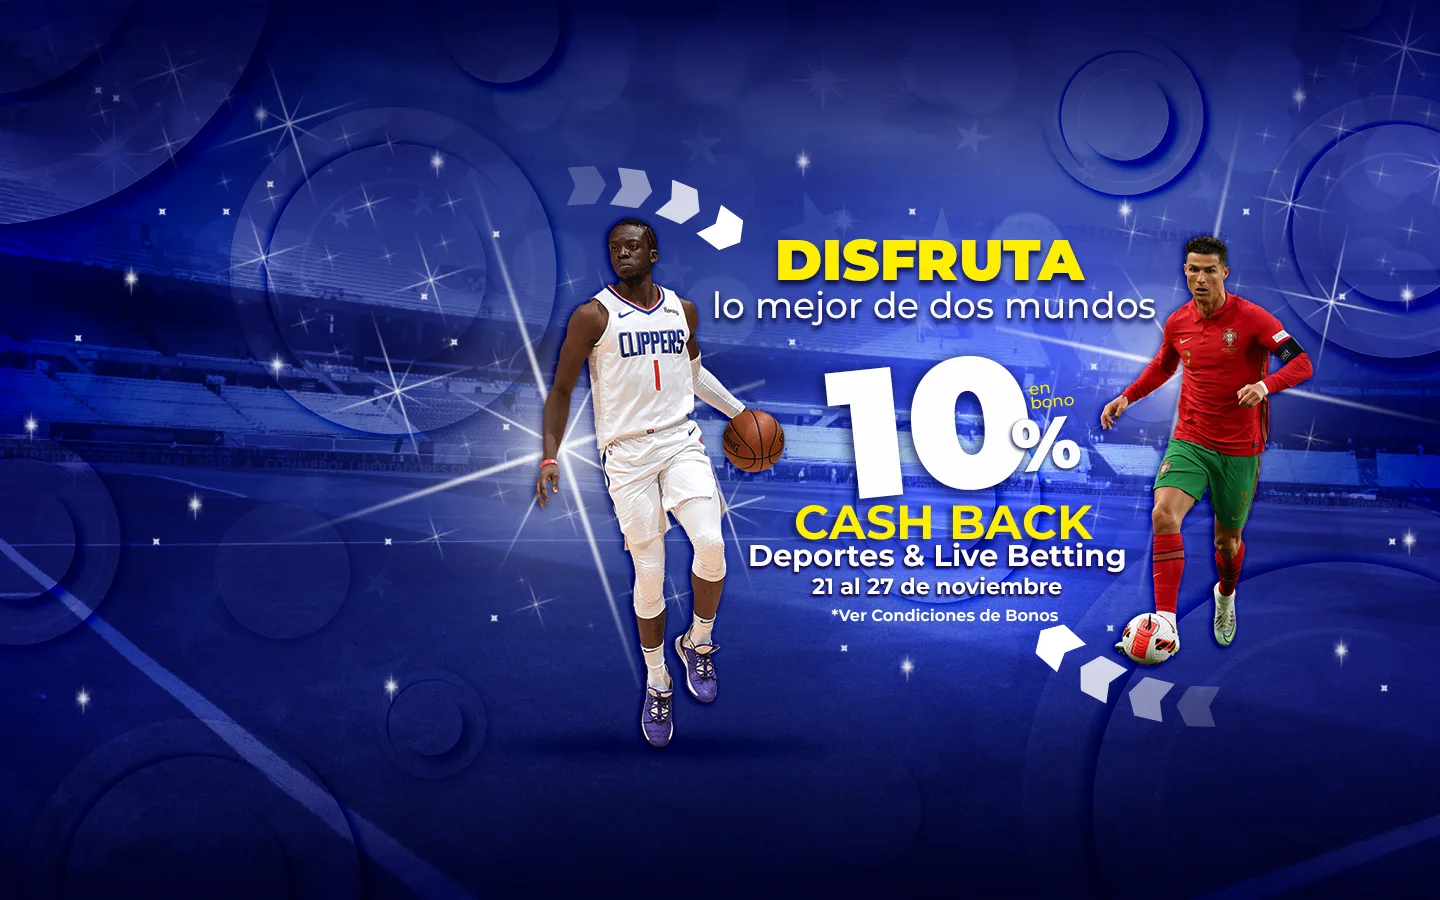 DISFRUTA
lo mejor de dos mundos
10%
en
bono
CASH BACK
Deportes & Live Betting
21 al 27 de noviembre
*Ver Condiciones de Bonos
CLIPPERS
1